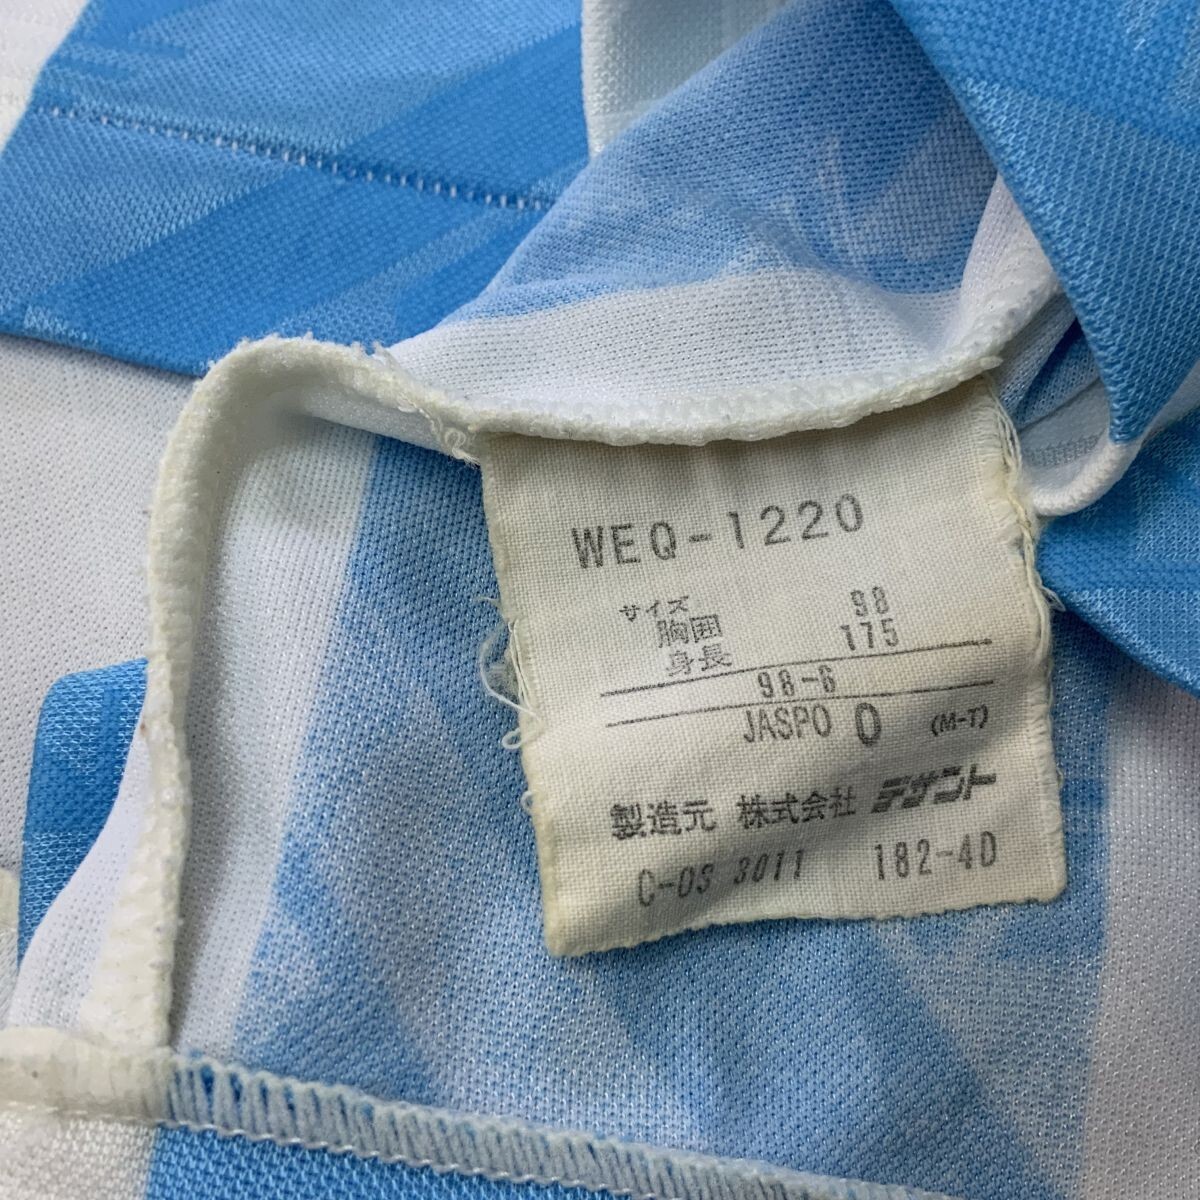 WEQ-1220
サイズ
胸囲 98
身長 175
98-6
JASPO O (M-T)
製造元 株式会社 デサント
C-OS 3011 182-4D